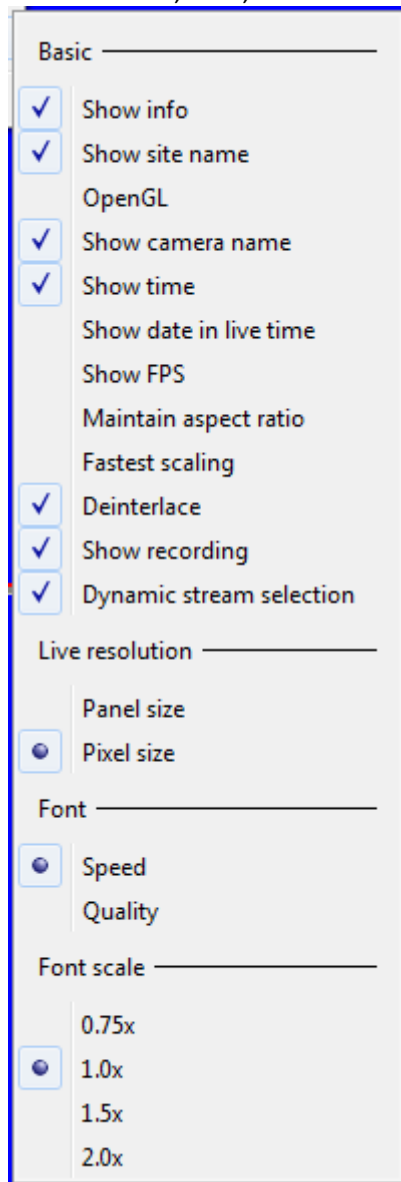 Basic
Show info
Show site name
OpenGL
Show camera name
Show time
Show date in live time
Show FPS
Maintain aspect ratio
Fastest scaling
Deinterlace
Show recording
Dynamic stream selection
Live resolution
Panel size
Pixel size
Font
Speed
Quality
Font scale
0.75x
1.0x
1.5x
2.0x